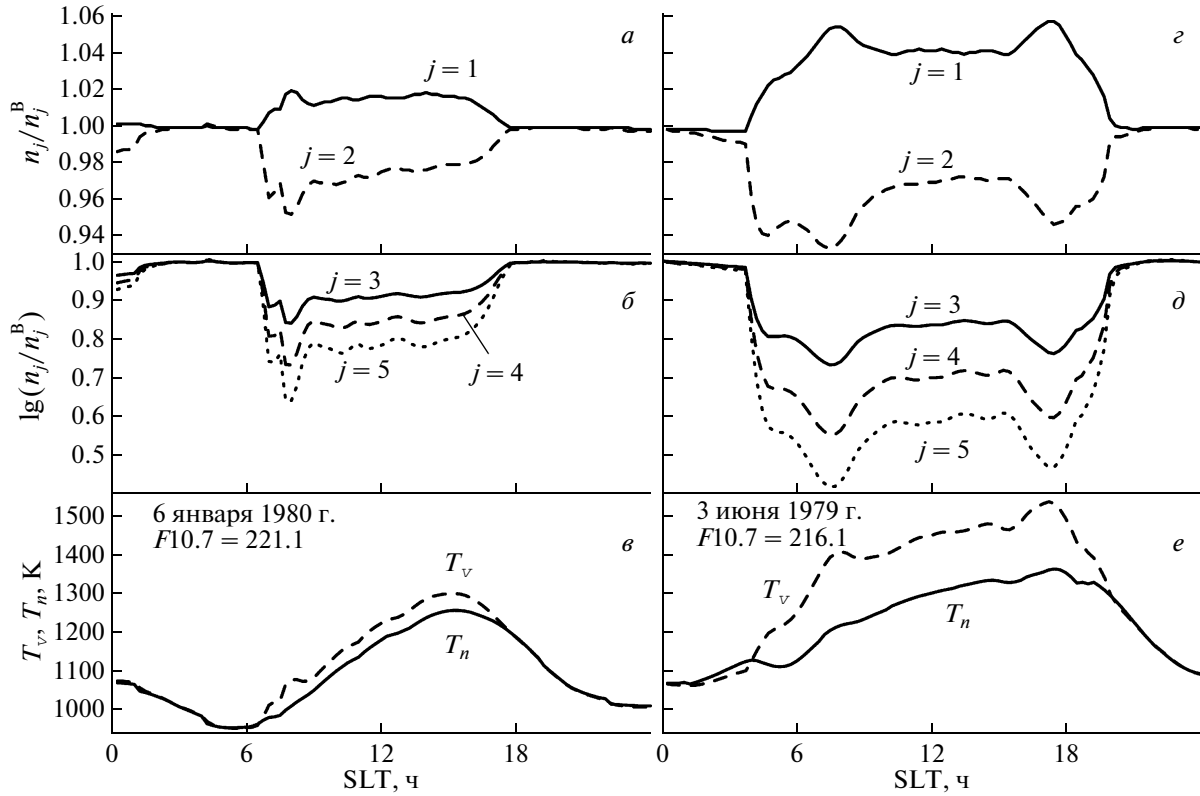 1.06
1.04
1.02
1.00
0.98
0.96
0.94
n_j/n_j^B
а
j = 1
j = 2
г
j = 1
j = 2
1.0
0.9
0.8
0.7
0.6
0.5
lg(n_j/n_j^B)
б
j = 3
j = 4
j = 5
д
j = 3
j = 4
j = 5
1500
1400
1300
1200
1100
1000
T_v, T_n, К
6 января 1980 г.
F10.7 = 221.1
в
T_v
T_n
3 июня 1979 г.
F10.7 = 216.1
е
T_v
T_n
0 6 12 18 0 6 12 18
SLT, ч
SLT, ч